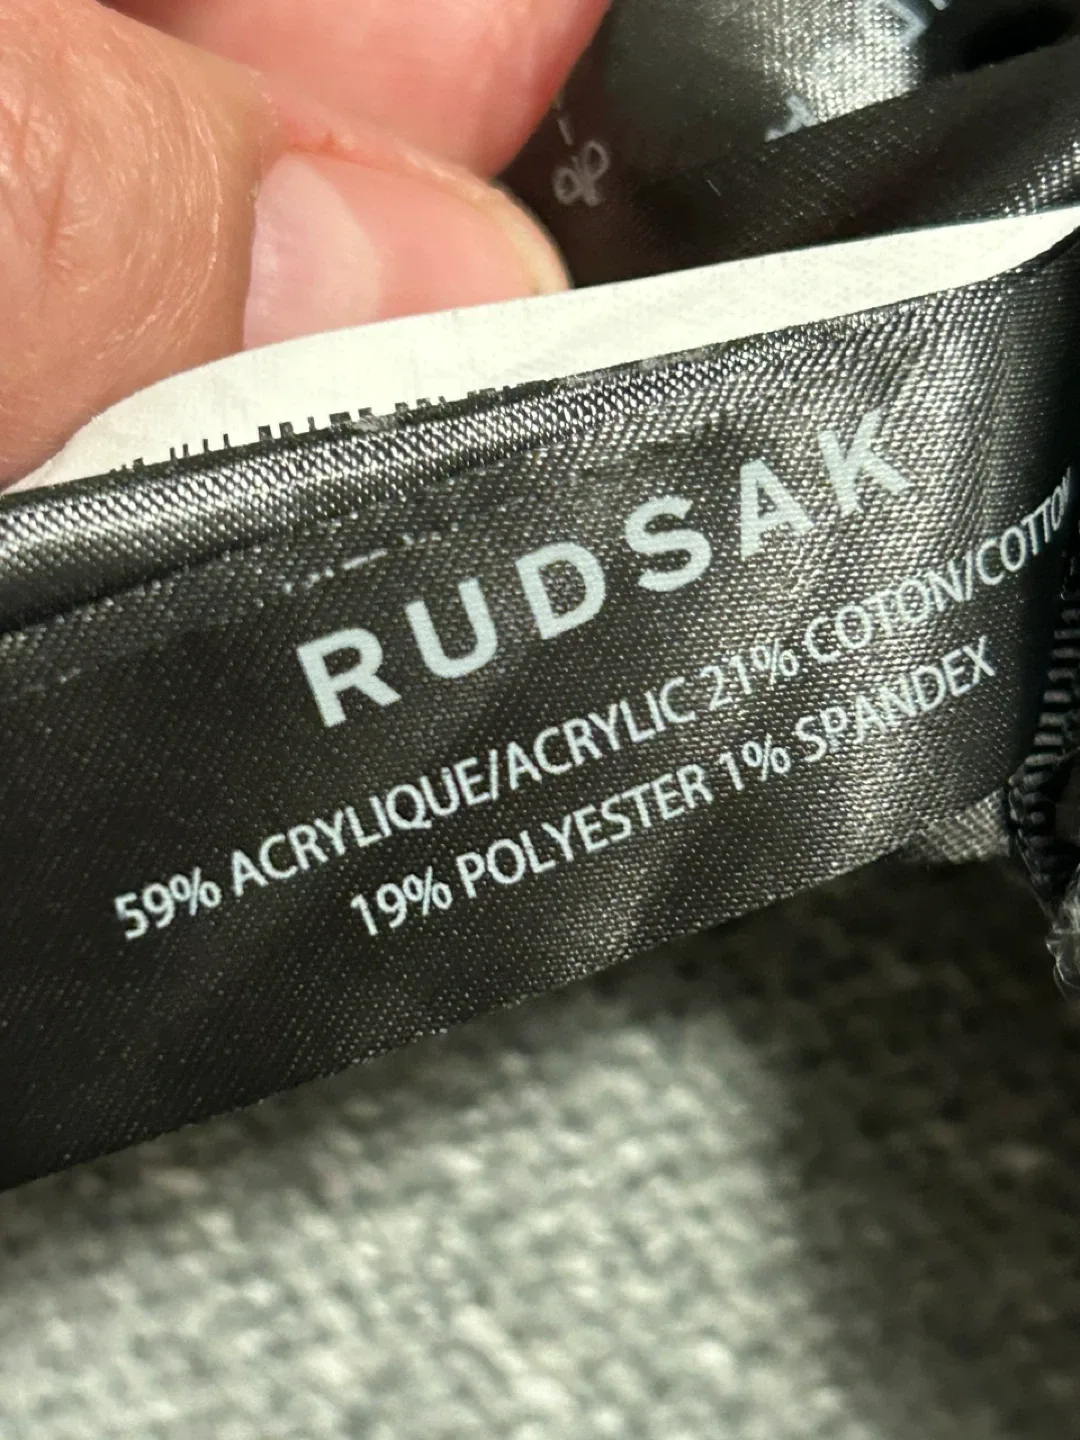 RUDSAK
59% ACRYLIQUE/ACRYLIC 21% COTON/COTTON
19% POLYESTER 1% SPANDEX